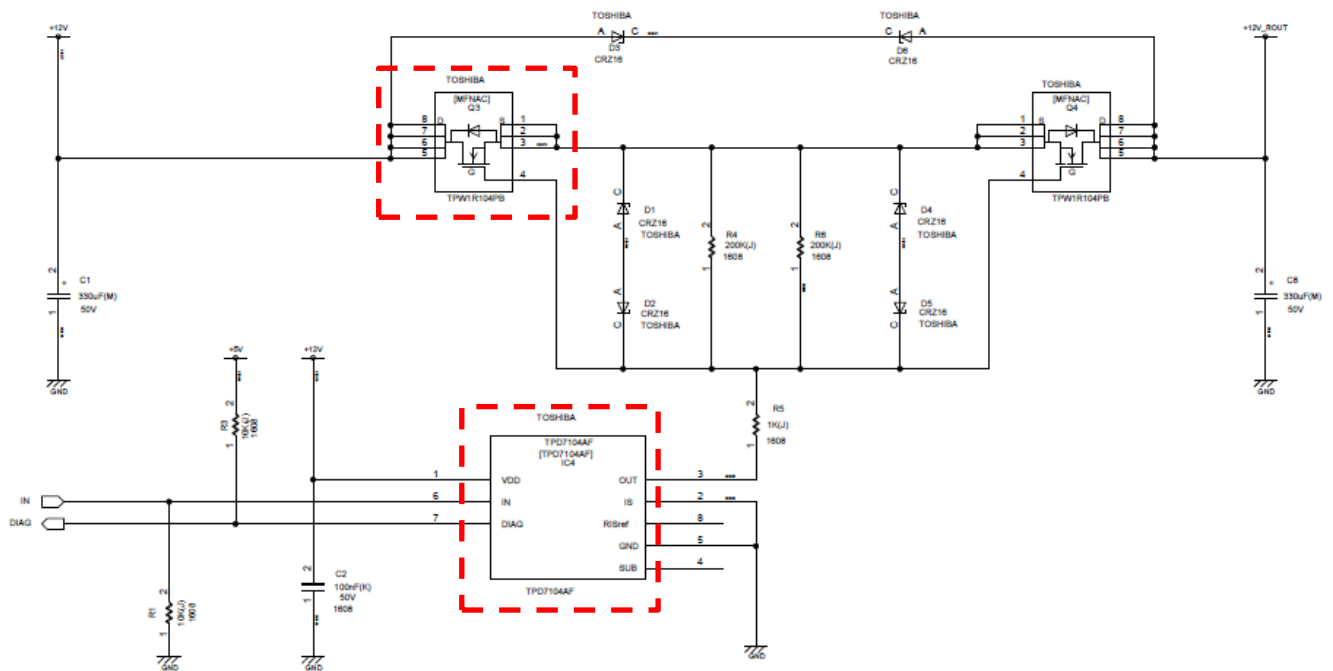 TOSHIBA
TOSHIBA
+12V
A
C
C
A
+12V_ROUT
D3
CRZ16
D6
CRZ16
TOSHIBA
TOSHIBA
[MFNAC]
Q3
[MFNAC]
Q4
8 D
7
6
5
S 1
2
3
G
4
1 S
2
3
D 8
7
6
5
G
4
TPW1R104PB
TPW1R104PB
C
D1
CRZ16
TOSHIBA
A
A
D2
CRZ16
TOSHIBA
C
2
R4
200K(J)
1608
1
2
R6
200K(J)
1608
1
C
D4
CRZ16
TOSHIBA
A
A
D5
CRZ16
TOSHIBA
C
2
C1
+
330uF(M)
1
50V
GND
2
C8
+
330uF(M)
1
50V
GND
+5V
+12V
2
R3
10K(J)
1608
1
TOSHIBA
2
R5
1K(J)
1608
1
TPD7104AF
[TPD7104AF]
IC4
1 VDD
OUT 3
IN
6 IN
IS 2
DIAG
7 DIAG
RISref 8
GND 5
SUB 4
TPD7104AF
2
R1
10K(J)
1608
1
GND
2
C2
100nF(K)
1
50V
1608
GND
GND